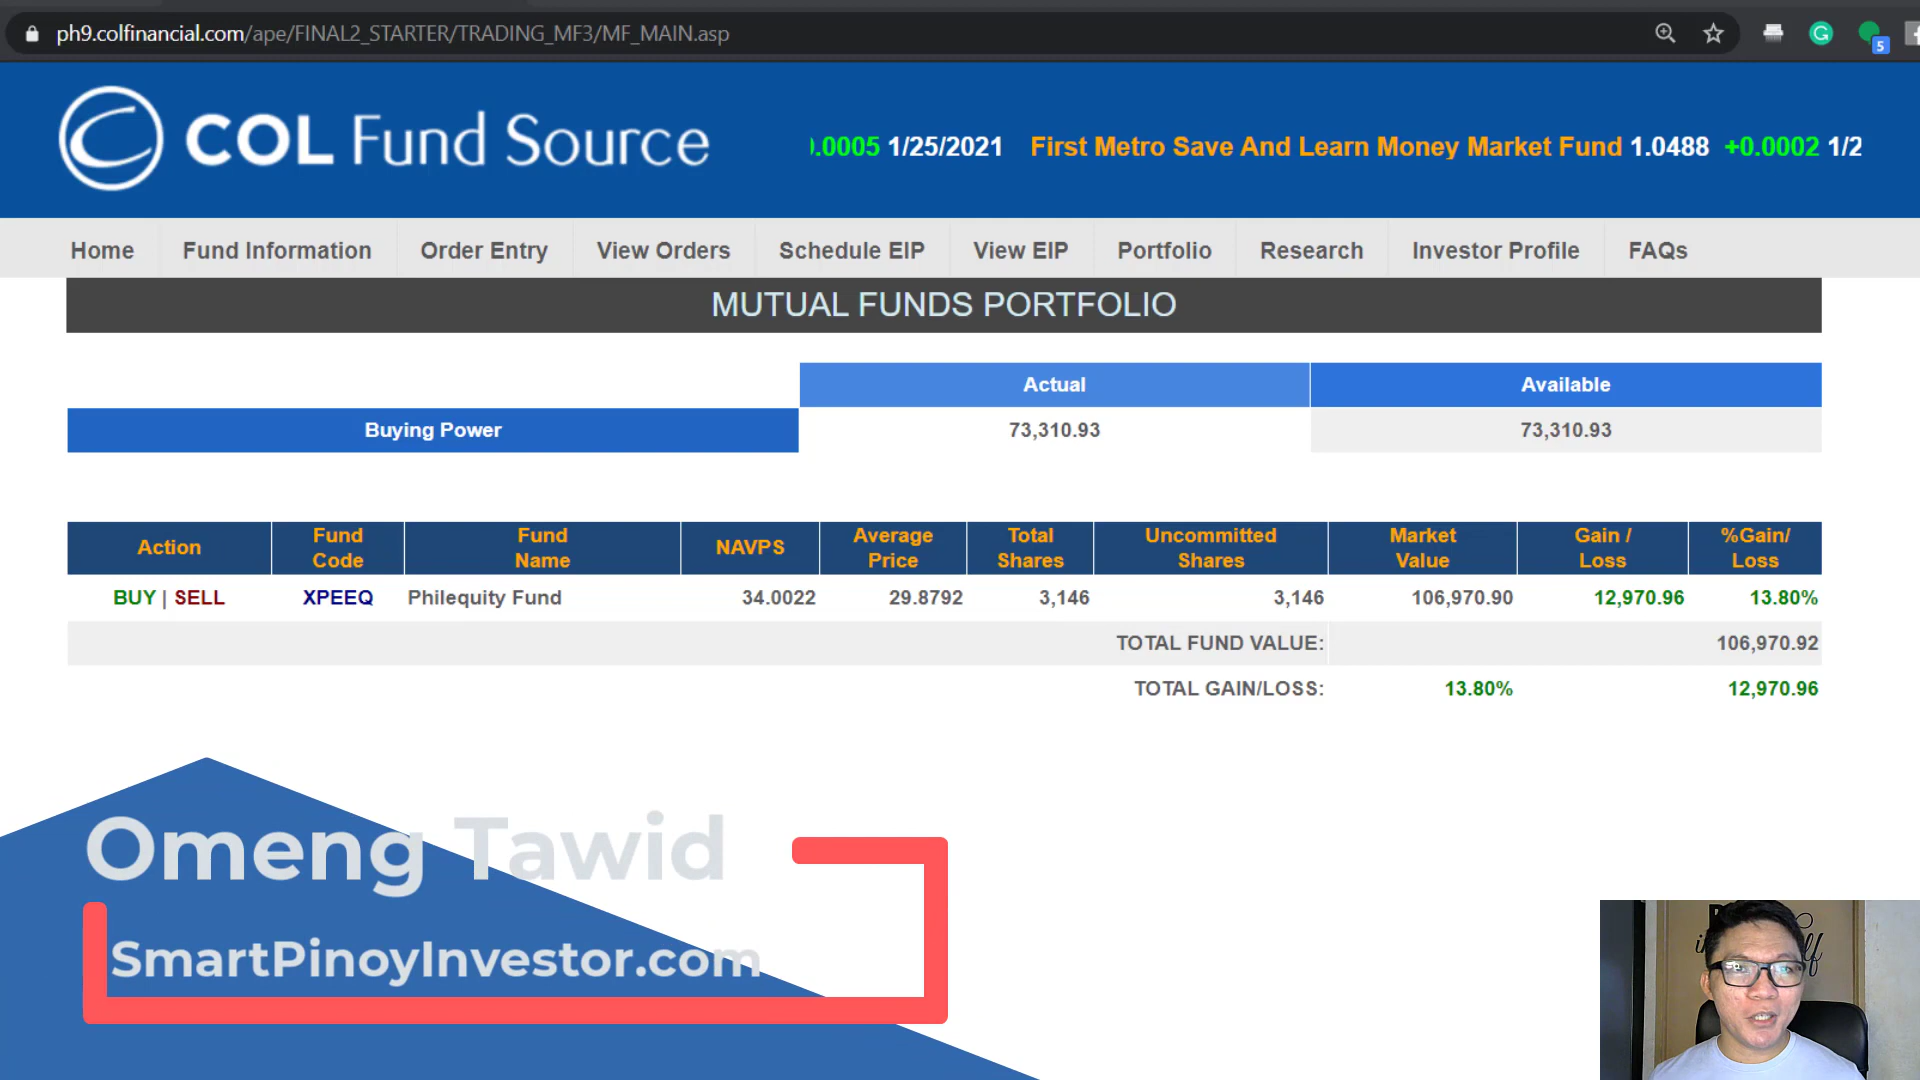 ph9.colfinancial.com/ape/FINAL2_STARTER/TRADING_MF3/MF_MAIN.asp
5
COL Fund Source
0.0005 1/25/2021 First Metro Save And Learn Money Market Fund 1.0488 +0.0002 1/2
Home Fund Information Order Entry View Orders Schedule EIP View EIP Portfolio Research Investor Profile FAQs
MUTUAL FUNDS PORTFOLIO
Actual Available
Buying Power 73,310.93 73,310.93
Action Fund Code Fund Name NAVPS Average Price Total Shares Uncommitted Shares Market Value Gain / Loss %Gain/ Loss
BUY | SELL XPEEQ Philequity Fund 34.0022 29.8792 3,146 3,146 106,970.90 12,970.96 13.80%
TOTAL FUND VALUE: 106,970.92
TOTAL GAIN/LOSS: 13.80% 12,970.96
Omeng Tawid
SmartPinoyInvestor.com